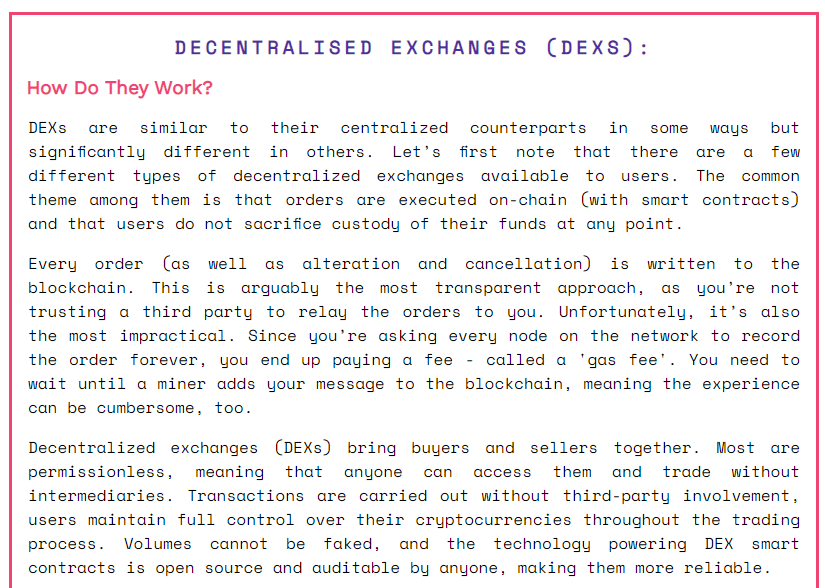 DECENTRALISED EXCHANGES (DEXS):
How Do They Work?
DEXs are similar to their centralized counterparts in some ways but
significantly different in others. Let's first note that there are a few
different types of decentralized exchanges available to users. The common
theme among them is that orders are executed on-chain (with smart contracts)
and that users do not sacrifice custody of their funds at any point.
Every order (as well as alteration and cancellation) is written to the
blockchain. This is arguably the most transparent approach, as you're not
trusting a third party to relay the orders to you. Unfortunately, it's also
the most impractical. Since you're asking every node on the network to record
the order forever, you end up paying a fee - called a 'gas fee'. You need to
wait until a miner adds your message to the blockchain, meaning the experience
can be cumbersome, too.
Decentralized exchanges (DEXs) bring buyers and sellers together. Most are
permissionless, meaning that anyone can access them and trade without
intermediaries. Transactions are carried out without third-party involvement,
users maintain full control over their cryptocurrencies throughout the trading
process. Volumes cannot be faked, and the technology powering DEX smart
contracts is open source and auditable by anyone, making them more reliable.